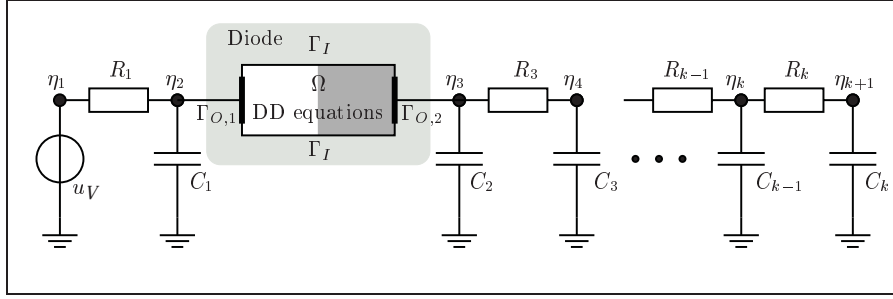 Diode
Γ_I
η_1 R_1 η_2 η_3 R_3 η_4 R_{k−1} η_k R_k η_{k+1}
Ω
Γ_{O,1} DD equations Γ_{O,2}
Γ_I
u_V C_1 C_2 C_3 C_{k−1} C_k